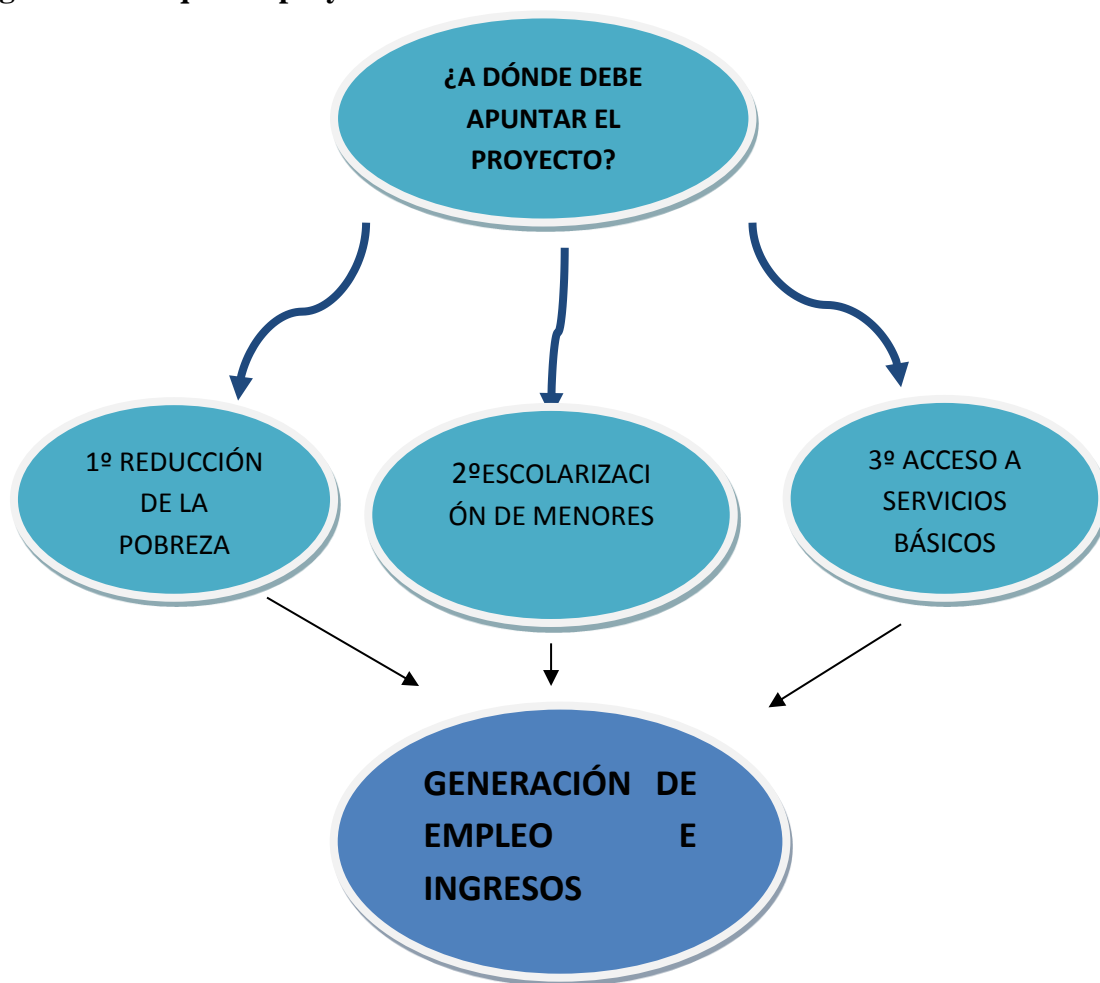 ¿A DÓNDE DEBE
APUNTAR EL
PROYECTO?
1º REDUCCIÓN
DE LA
POBREZA
2ºESCOLARIZACI
ÓN DE MENORES
3º ACCESO A
SERVICIOS
BÁSICOS
GENERACIÓN DE
EMPLEO E
INGRESOS